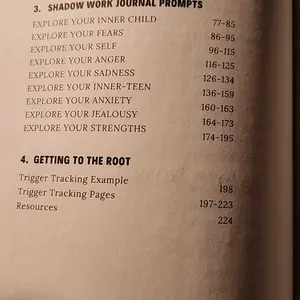 3. SHADOW WORK JOURNAL PROMPTS
EXPLORE YOUR INNER CHILD 77-85
EXPLORE YOUR FEARS 86-95
EXPLORE YOUR SELF 96-115
EXPLORE YOUR ANGER 116-125
EXPLORE YOUR SADNESS 126-134
EXPLORE YOUR INNER-TEEN 136-159
EXPLORE YOUR ANXIETY 160-163
EXPLORE YOUR JEALOUSY 164-173
EXPLORE YOUR STRENGTHS 174-195
4. GETTING TO THE ROOT
Trigger Tracking Example 198
Trigger Tracking Pages 197-223
Resources 224